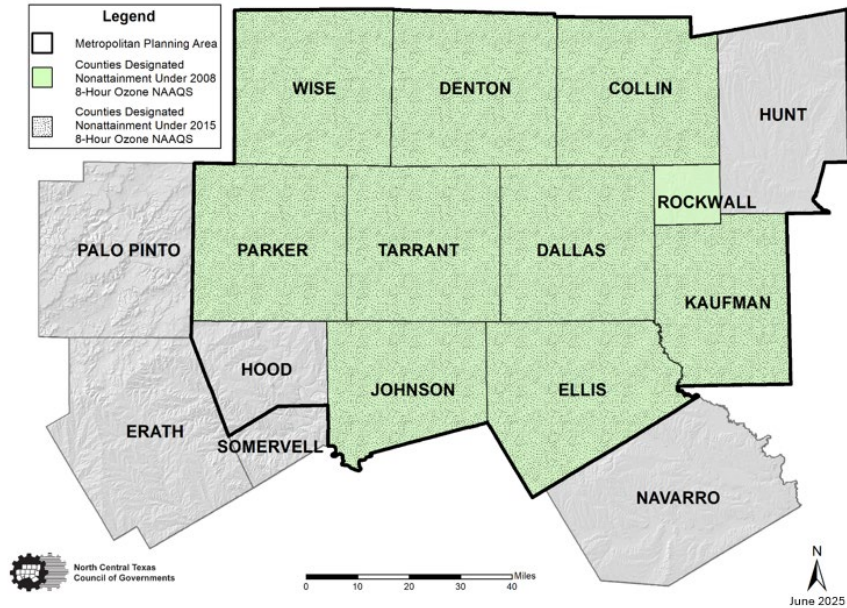 Legend
Metropolitan Planning Area
Counties Designated
Nonattainment Under 2008
8-Hour Ozone NAAQS
Counties Designated
Nonattainment Under 2015
8-Hour Ozone NAAQS
WISE
DENTON
COLLIN
HUNT
ROCKWALL
PALO PINTO
PARKER
TARRANT
DALLAS
KAUFMAN
HOOD
JOHNSON
ELLIS
ERATH
SOMERVELL
NAVARRO
North Central Texas
Council of Governments
Miles
0 10 20 30 40
N
June 2025